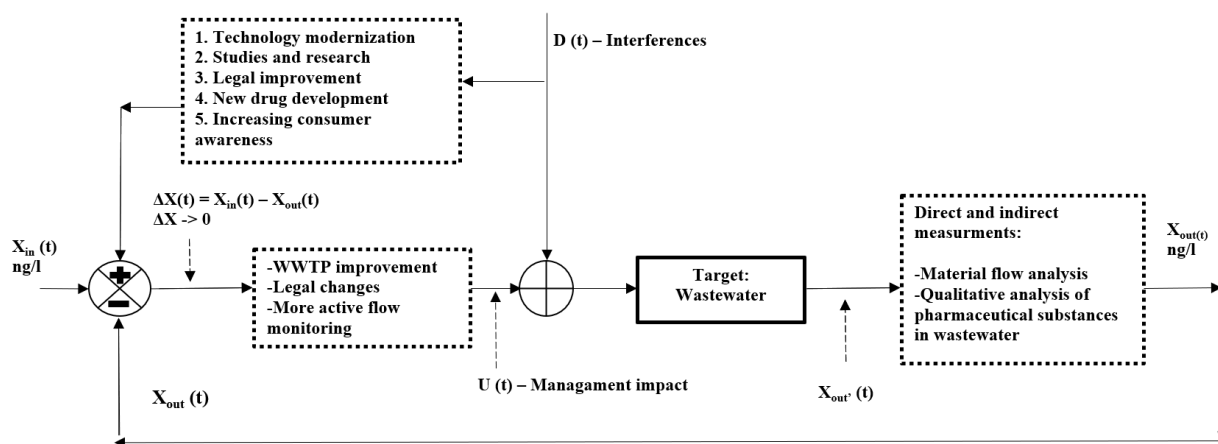 1. Technology modernization
2. Studies and research
3. Legal improvement
4. New drug development
5. Increasing consumer
awareness
D (t) – Interferences
ΔX(t) = Xin(t) – Xout(t)
ΔX -> 0
Xin (t)
ng/l
+
–
-WWTP improvement
-Legal changes
-More active flow
monitoring
Target:
Wastewater
Direct and indirect
measurments:
-Material flow analysis
-Qualitative analysis of
pharmaceutical substances
in wastewater
Xout(t)
ng/l
U (t) – Managament impact
Xout’ (t)
Xout (t)